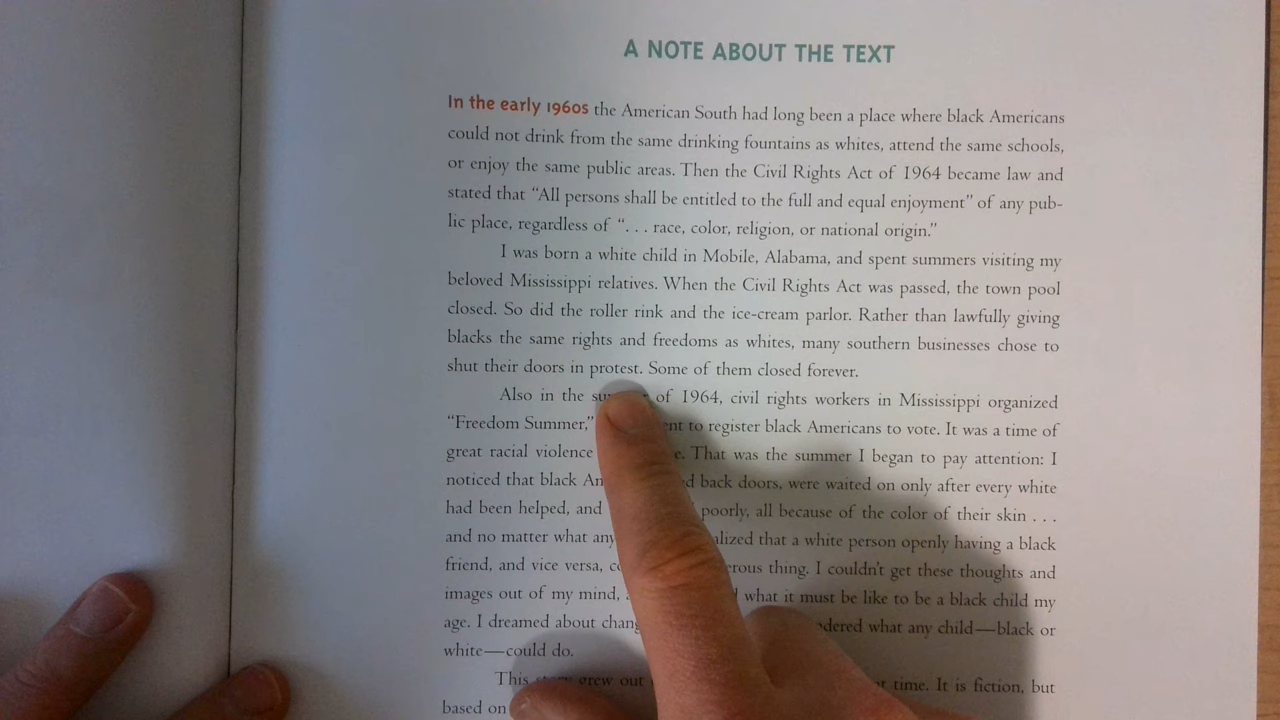 A NOTE ABOUT THE TEXT
In the early 1960s the American South had long been a place where black Americans
could not drink from the same drinking fountains as whites, attend the same schools,
or enjoy the same public areas. Then the Civil Rights Act of 1964 became law and
stated that “All persons shall be entitled to the full and equal enjoyment” of any pub-
lic place, regardless of “. . . race, color, religion, or national origin.”
I was born a white child in Mobile, Alabama, and spent summers visiting my
beloved Mississippi relatives. When the Civil Rights Act was passed, the town pool
closed. So did the roller rink and the ice-cream parlor. Rather than lawfully giving
blacks the same rights and freedoms as whites, many southern businesses chose to
shut their doors in protest. Some of them closed forever.
Also in the of 1964, civil rights workers in Mississippi organized
“Freedom Summer,” to register black Americans to vote. It was a time of
great racial violence That was the summer I began to pay attention: I
noticed that black back doors, were waited on only after every white
had been helped, and poorly, all because of the color of their skin . . .
and no matter what that a white person openly having a black
friend, and vice versa, thing. I couldn’t get these thoughts and
images out of my mind, what it must be like to be a black child my
age. I dreamed about what any child—black or
white—could do.
This grew out time. It is fiction, but
based on